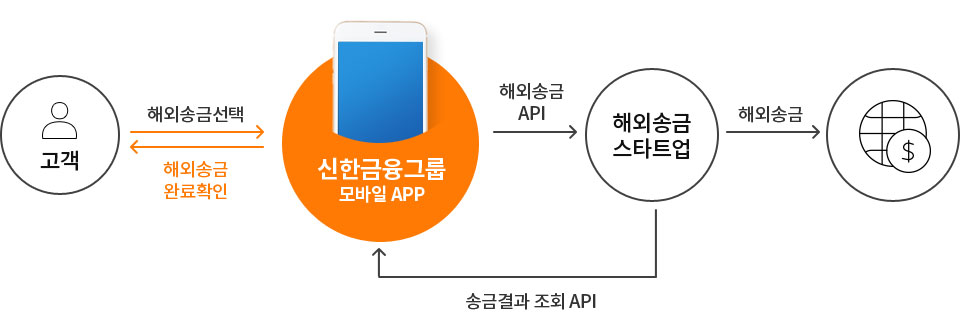 해외송금선택
고객
해외송금
완료확인
신한금융그룹
모바일 APP
해외송금
API
해외송금
스타트업
해외송금
$
송금결과 조회 API